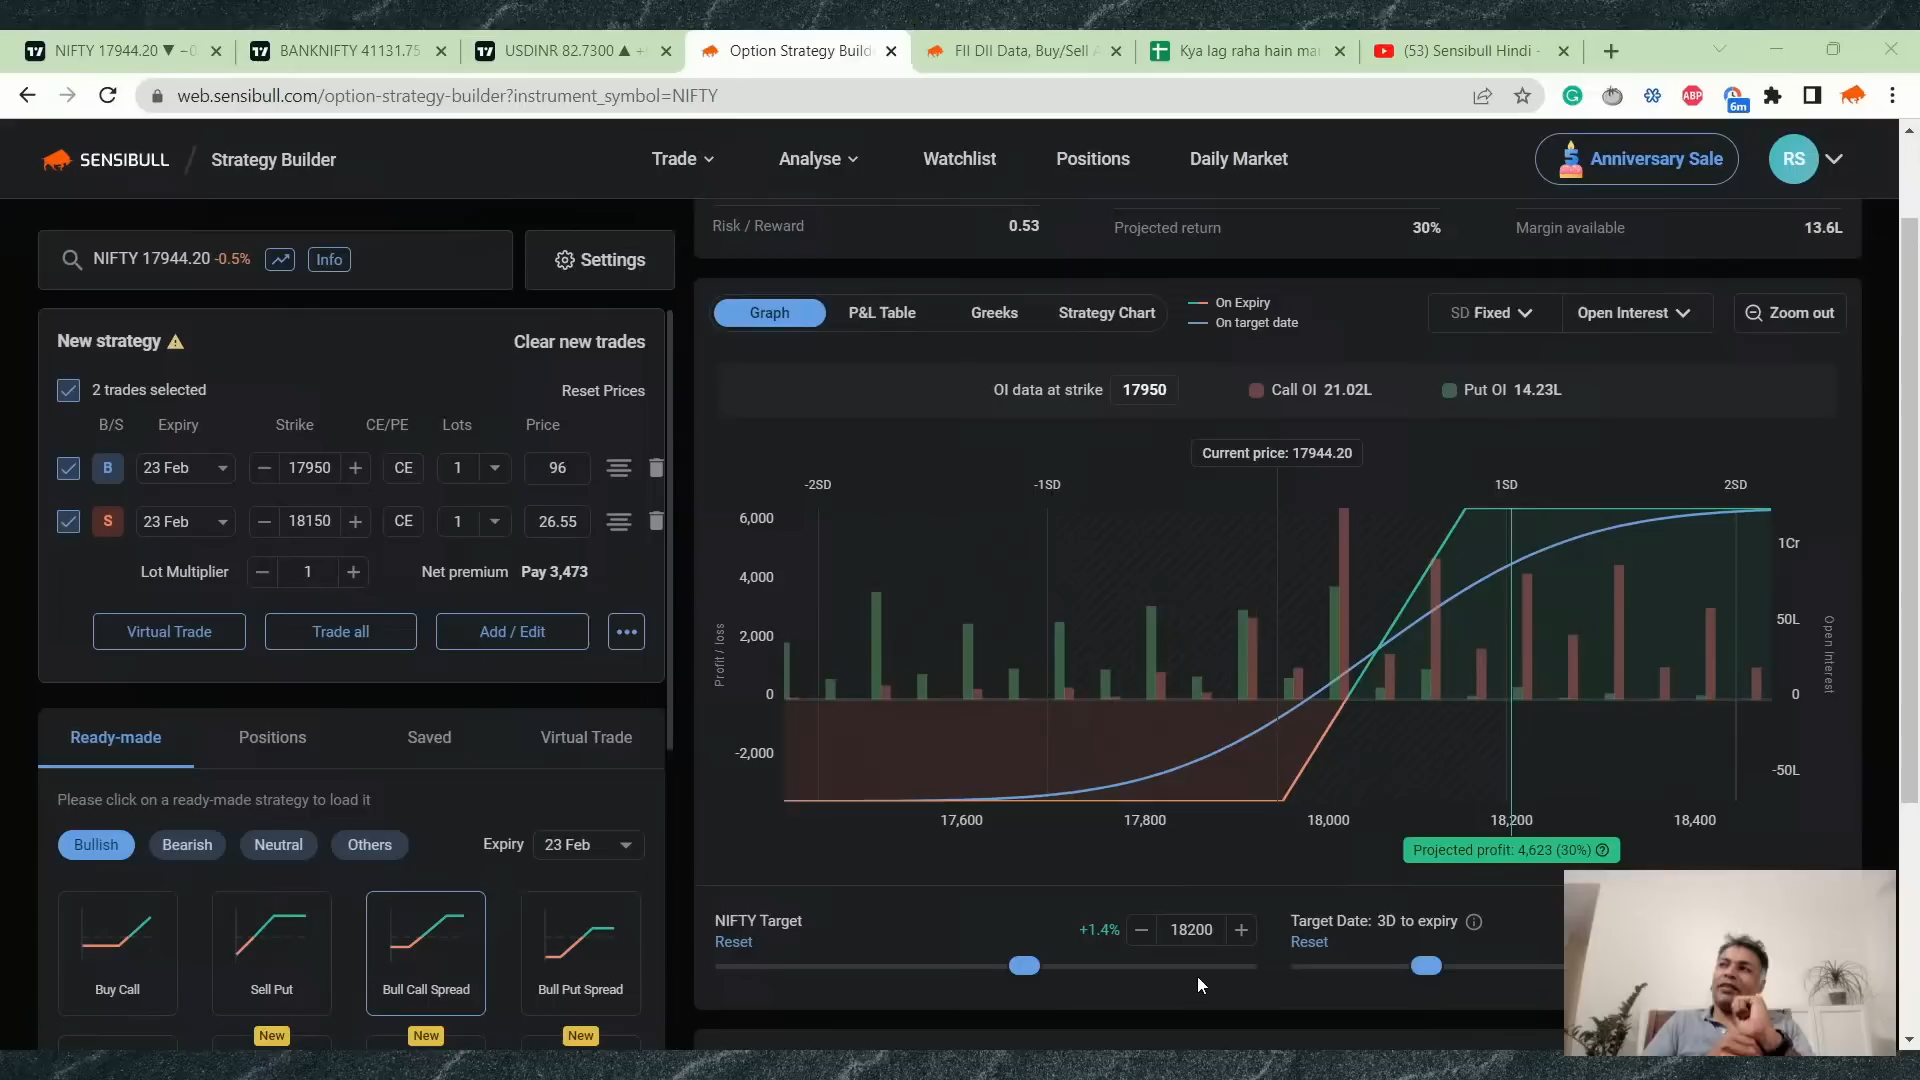 NIFTY 17944.20 ▼ −0
BANKNIFTY 41131.75
USDINR 82.7300 ▲ +
Option Strategy Builde
FII DII Data, Buy/Sell A
Kya lag raha hain ma
(53) Sensibull Hindi -
web.sensibull.com/option-strategy-builder?instrument_symbol=NIFTY
ABP
6m
SENSIBULL / Strategy Builder
Trade
Analyse
Watchlist
Positions
Daily Market
5 Anniversary Sale
RS
NIFTY 17944.20 -0.5%
Info
Settings
Risk / Reward 0.53
Projected return 30%
Margin available 13.6L
New strategy
Clear new trades
2 trades selected
Reset Prices
B/S Expiry Strike CE/PE Lots Price
B 23 Feb − 17950 + CE 1 96
S 23 Feb − 18150 + CE 1 26.55
Lot Multiplier − 1 +
Net premium Pay 3,473
Virtual Trade
Trade all
Add / Edit
Graph
P&L Table
Greeks
Strategy Chart
On Expiry
On target date
SD Fixed
Open Interest
Zoom out
OI data at strike 17950
Call OI 21.02L
Put OI 14.23L
Current price: 17944.20
-2SD
-1SD
1SD
2SD
6,000
4,000
2,000
0
-2,000
Profit / loss
1Cr
50L
0
-50L
Open Interest
17,600
17,800
18,000
18,200
18,400
Projected profit: 4,623 (30%)
NIFTY Target
Reset
+1.4% − 18200 +
Target Date: 3D to expiry
Reset
Ready-made
Positions
Saved
Virtual Trade
Please click on a ready-made strategy to load it
Bullish
Bearish
Neutral
Others
Expiry 23 Feb
Buy Call
Sell Put
Bull Call Spread
Bull Put Spread
New
New
New